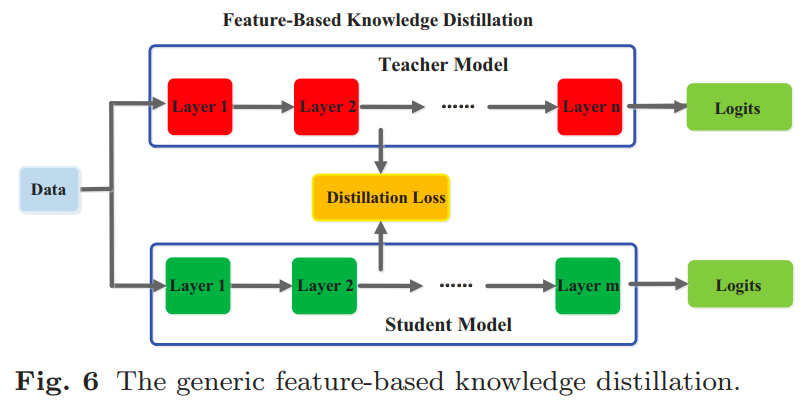 Feature-Based Knowledge Distillation
Teacher Model
Layer 1
Layer 2
......
Layer n
Logits
Data
Distillation Loss
Layer 1
Layer 2
......
Layer m
Logits
Student Model
Fig. 6 The generic feature-based knowledge distillation.